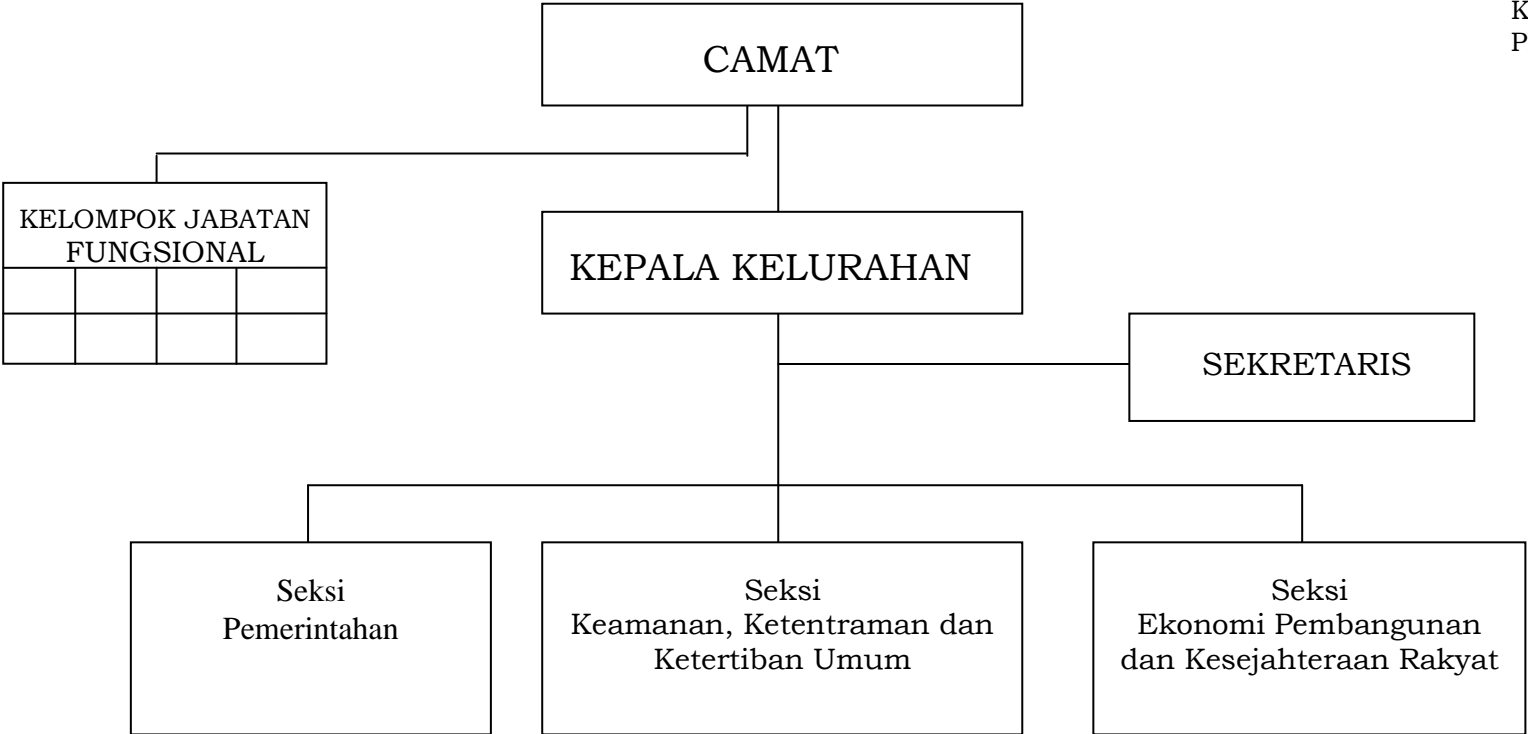 K
P
CAMAT
KELOMPOK JABATAN
FUNGSIONAL
KEPALA KELURAHAN
SEKRETARIS
Seksi
Pemerintahan
Seksi
Keamanan, Ketentraman dan
Ketertiban Umum
Seksi
Ekonomi Pembangunan
dan Kesejahteraan Rakyat